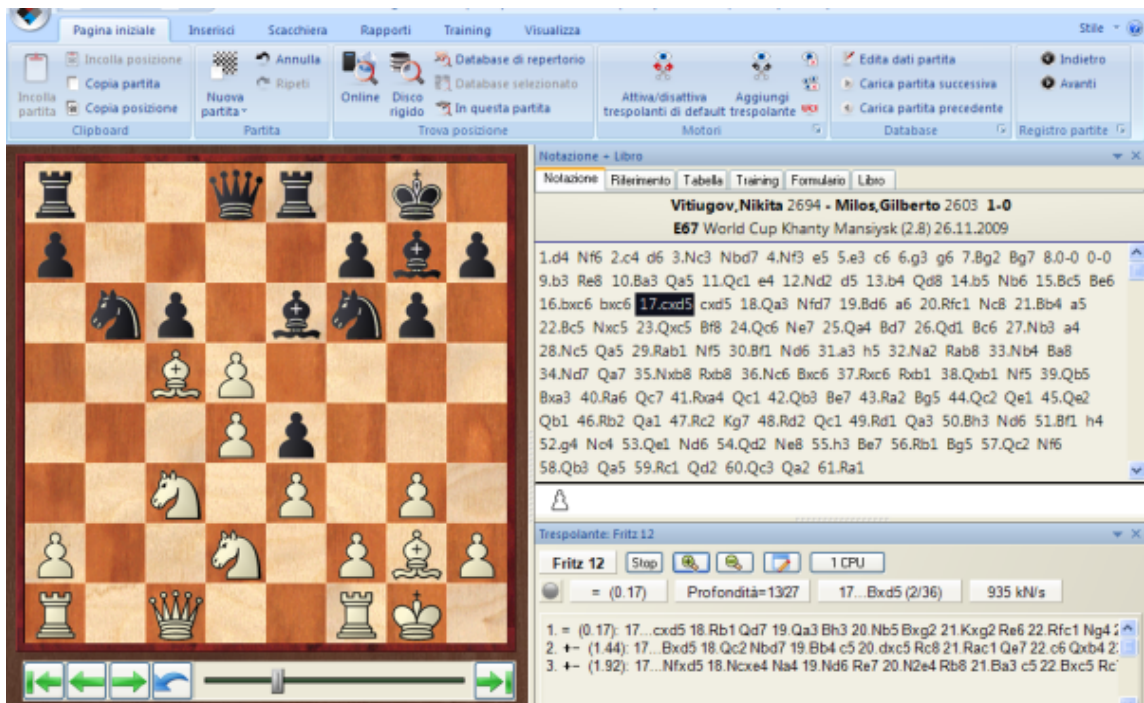 Pagina iniziale Inserisci Scacchiera Rapporti Training Visualizza Stile
Incolla partita
Incolla posizione
Copia partita
Copia posizione
Clipboard
Nuova partita
Annulla
Ripeti
Partita
Online
Disco rigido
Database di repertorio
Database selezionato
In questa partita
Trova posizione
Attiva/disattiva trespolanti di default
Aggiungi trespolante
UCI
Motori
Edita dati partita
Carica partita successiva
Carica partita precedente
Database
Indietro
Avanti
Registro partite
Notazione + Libro
Notazione Riferimento Tabella Training Formulario Libro
Vitiugov,Nikita 2694 - Milos,Gilberto 2603 1-0
E67 World Cup Khanty Mansiysk (2.8) 26.11.2009
1.d4 Nf6 2.c4 d6 3.Nc3 Nbd7 4.Nf3 e5 5.e3 c6 6.g3 g6 7.Bg2 Bg7 8.0-0 0-0
9.b3 Re8 10.Ba3 Qa5 11.Qc1 e4 12.Nd2 d5 13.b4 Qd8 14.b5 Nb6 15.Bc5 Be6
16.bxc6 bxc6 17.cxd5 cxd5 18.Qa3 Nfd7 19.Bd6 a6 20.Rfc1 Nc8 21.Bb4 a5
22.Bc5 Nxc5 23.Qxc5 Bf8 24.Qc6 Ne7 25.Qa4 Bd7 26.Qd1 Bc6 27.Nb3 a4
28.Nc5 Qa5 29.Rab1 Nf5 30.Bf1 Nd6 31.a3 h5 32.Na2 Rab8 33.Nb4 Ba8
34.Nd7 Qa7 35.Nxb8 Rxb8 36.Nc6 Bxc6 37.Rxc6 Rxb1 38.Qxb1 Nf5 39.Qb5
Bxa3 40.Ra6 Qc7 41.Rxa4 Qc1 42.Qb3 Be7 43.Ra2 Bg5 44.Qc2 Qe1 45.Qe2
Qb1 46.Rb2 Qa1 47.Rc2 Kg7 48.Rd2 Qc1 49.Rd1 Qa3 50.Bh3 Nd6 51.Bf1 h4
52.g4 Nc4 53.Qe1 Nd6 54.Qd2 Ne8 55.h3 Be7 56.Rb1 Bg5 57.Qc2 Nf6
58.Qb3 Qa5 59.Rc1 Qd2 60.Qc3 Qa2 61.Ra1
Trespolante: Fritz 12
Fritz 12 Stop 1 CPU
= (0.17) Profondità=13/27 17...Bxd5 (2/36) 935 kN/s
1. = (0.17): 17...cxd5 18.Rb1 Qd7 19.Qa3 Bh3 20.Nb5 Bxg2 21.Kxg2 Re6 22.Rfc1 Ng4
2. +- (1.44): 17...Bxd5 18.Qc2 Nbd7 19.Bb4 c5 20.dxc5 Rc8 21.Rac1 Qe7 22.c6 Qxb4
3. +- (1.92): 17...Nfxd5 18.Ncxe4 Na4 19.Nd6 Re7 20.N2e4 Rb8 21.Ba3 c5 22.Bxc5